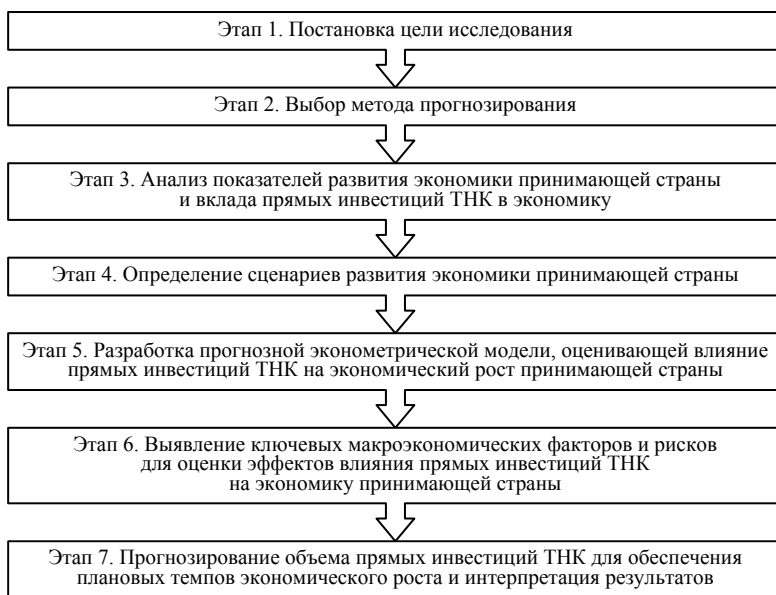 Этап 1. Постановка цели исследования
Этап 2. Выбор метода прогнозирования
Этап 3. Анализ показателей развития экономики принимающей страны
и вклада прямых инвестиций ТНК в экономику
Этап 4. Определение сценариев развития экономики принимающей страны
Этап 5. Разработка прогнозной эконометрической модели, оценивающей влияние
прямых инвестиций ТНК на экономический рост принимающей страны
Этап 6. Выявление ключевых макроэкономических факторов и рисков
для оценки эффектов влияния прямых инвестиций ТНК
на экономику принимающей страны
Этап 7. Прогнозирование объема прямых инвестиций ТНК для обеспечения
плановых темпов экономического роста и интерпретация результатов